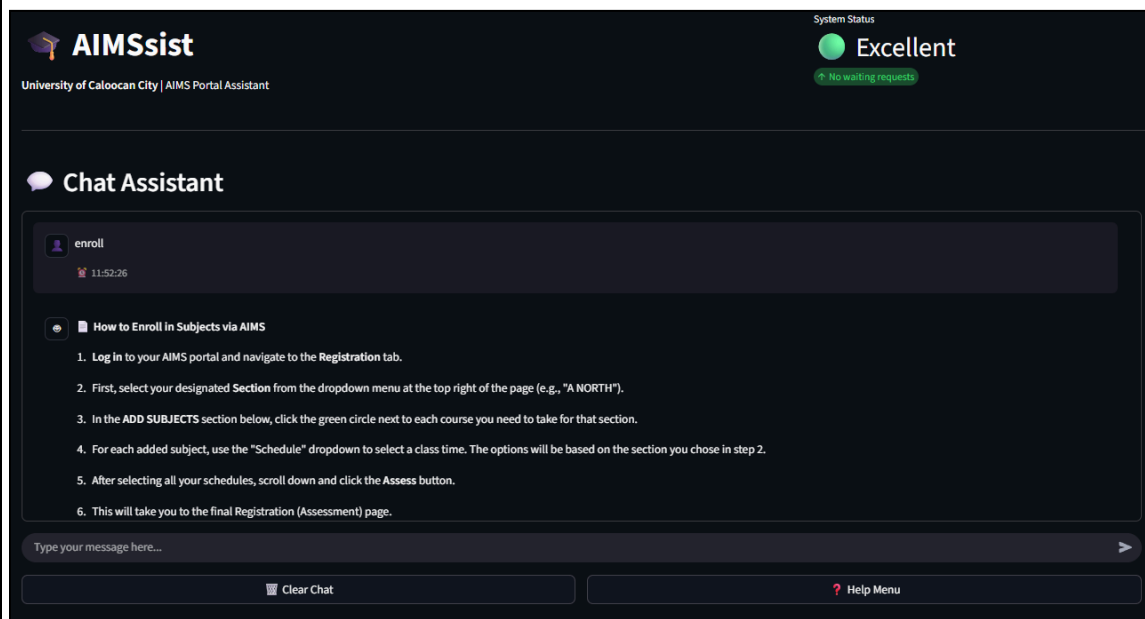 AIMSsist
University of Caloocan City | AIMS Portal Assistant
System Status
Excellent
↑ No waiting requests
Chat Assistant
enroll
11:52:26
How to Enroll in Subjects via AIMS
1. Log in to your AIMS portal and navigate to the Registration tab.
2. First, select your designated Section from the dropdown menu at the top right of the page (e.g., "A NORTH").
3. In the ADD SUBJECTS section below, click the green circle next to each course you need to take for that section.
4. For each added subject, use the "Schedule" dropdown to select a class time. The options will be based on the section you chose in step 2.
5. After selecting all your schedules, scroll down and click the Assess button.
6. This will take you to the final Registration (Assessment) page.
Type your message here...
Clear Chat
❓ Help Menu